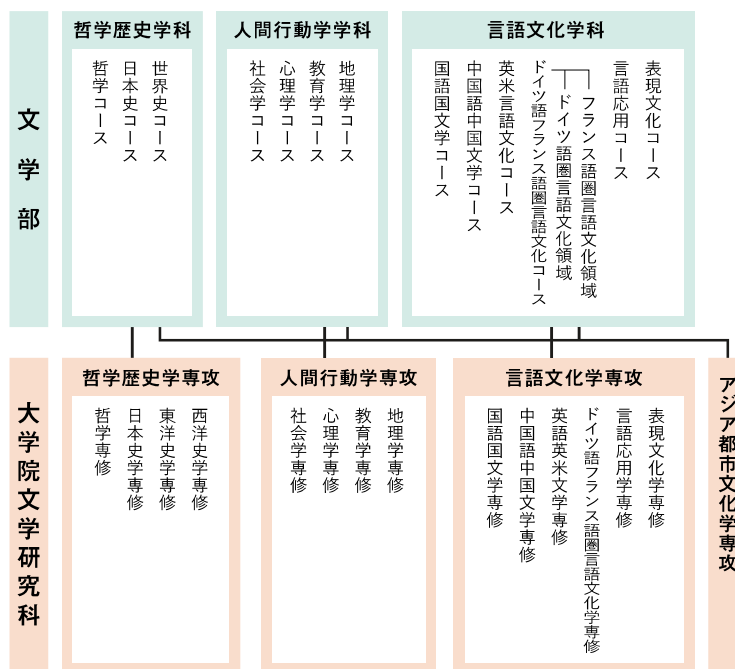 文学部
哲学歴史学科
哲学コース
日本史コース
世界史コース
人間行動学学科
社会学コース
心理学コース
教育学コース
地理学コース
言語文化学科
国語国文学コース
中国語中国文学コース
英米言語文化コース
ドイツ語フランス語圏言語文化コース
ドイツ語圏言語文化領域
フランス語圏言語文化領域
言語応用コース
表現文化コース
大学院文学研究科
哲学歴史学専攻
哲学専修
日本史学専修
東洋史学専修
西洋史学専修
人間行動学専攻
社会学専修
心理学専修
教育学専修
地理学専修
言語文化学専攻
国語国文学専修
中国語中国文学専修
英語英米文学専修
ドイツ語フランス語圏言語文化学専修
言語応用学専修
表現文化学専修
アジア都市文化学専攻